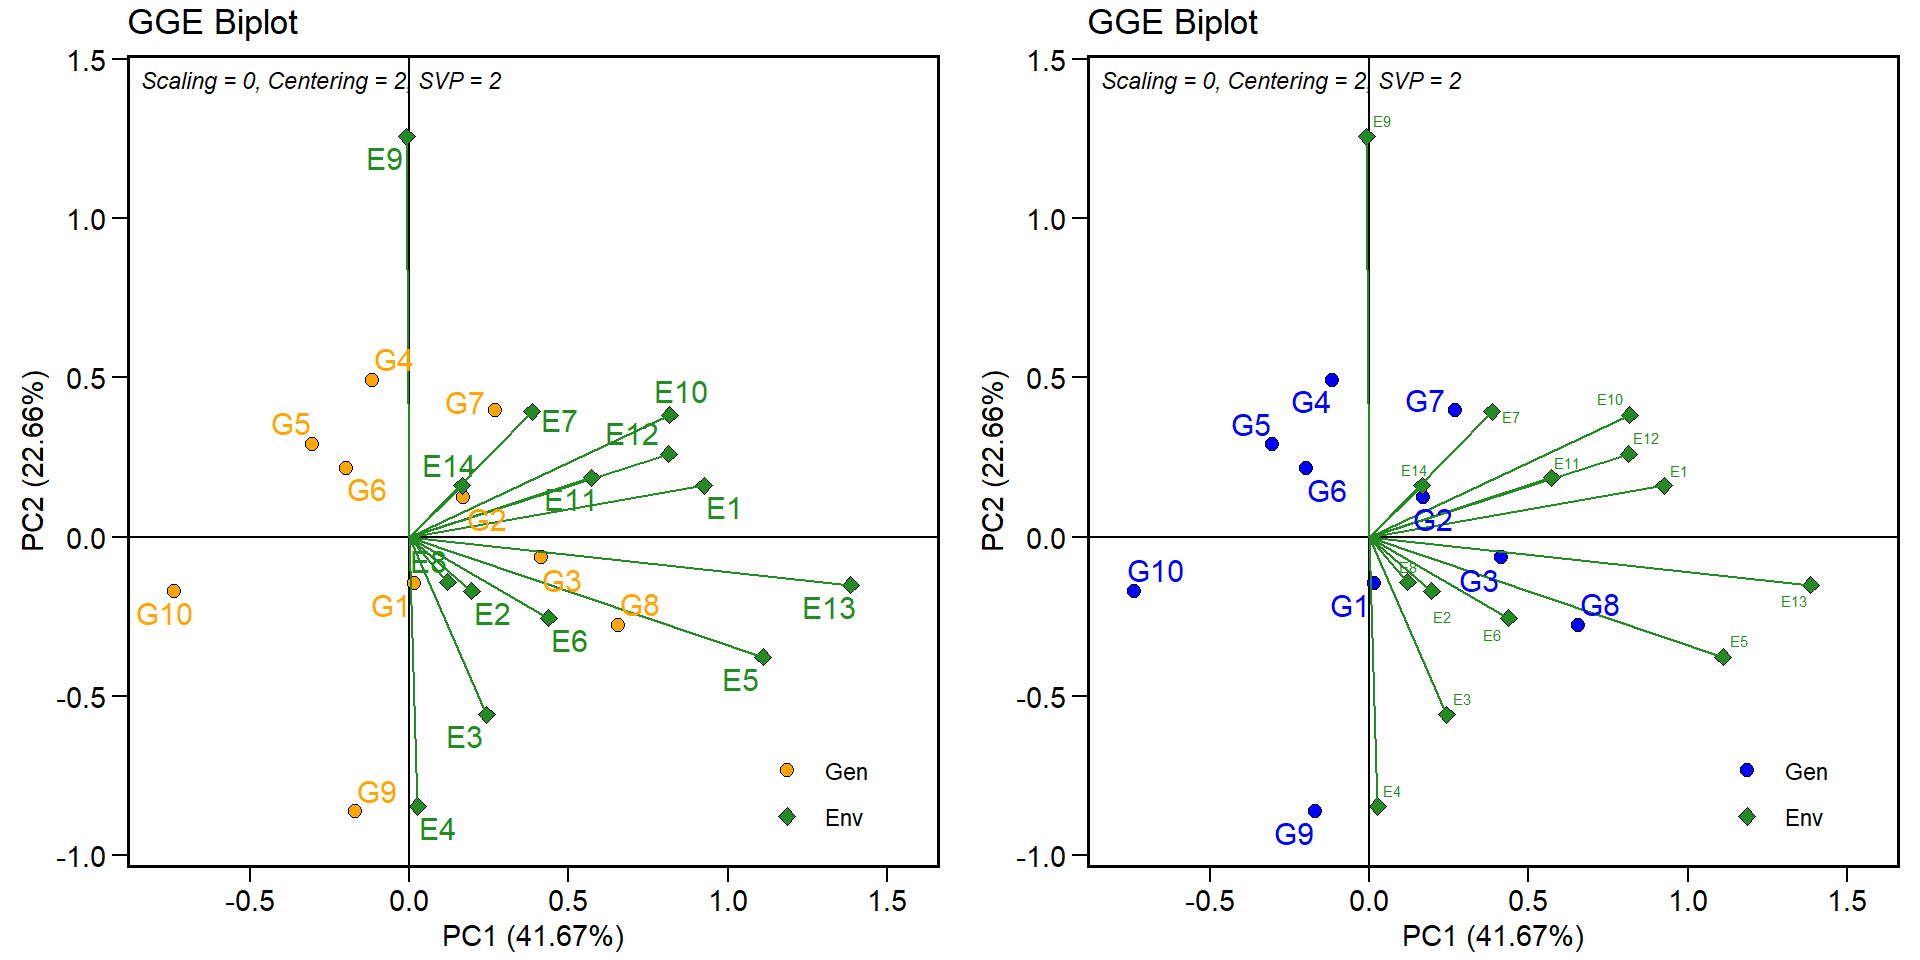 GGE Biplot
Scaling = 0, Centering = 2, SVP = 2
1.5
1.0
0.5
0.0
-0.5
-1.0
PC2 (22.66%)
E9
G4
G7
E10
E7
G5
E12
E14
G6
E11
G2
E1
E8
G3
G10
G1
E2
G8
E13
E6
E5
E3
G9
E4
Gen
Env
-0.5
0.0
0.5
1.0
1.5
PC1 (41.67%)
GGE Biplot
Scaling = 0, Centering = 2, SVP = 2
1.5
1.0
0.5
0.0
-0.5
-1.0
PC2 (22.66%)
E9
G4
G7
E10
E7
G5
E12
E14
E11
E1
G6
G2
E8
G10
G3
G1
G8
E13
E2
E6
E5
E3
E4
G9
Gen
Env
-0.5
0.0
0.5
1.0
1.5
PC1 (41.67%)